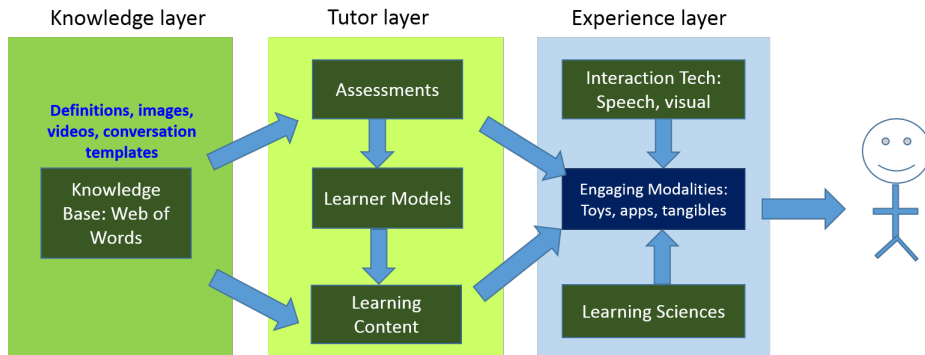 Knowledge layer
Tutor layer
Experience layer
Definitions, images,
videos, conversation
templates
Knowledge
Base: Web of
Words
Assessments
Learner Models
Learning
Content
Interaction Tech:
Speech, visual
Engaging Modalities:
Toys, apps, tangibles
Learning Sciences